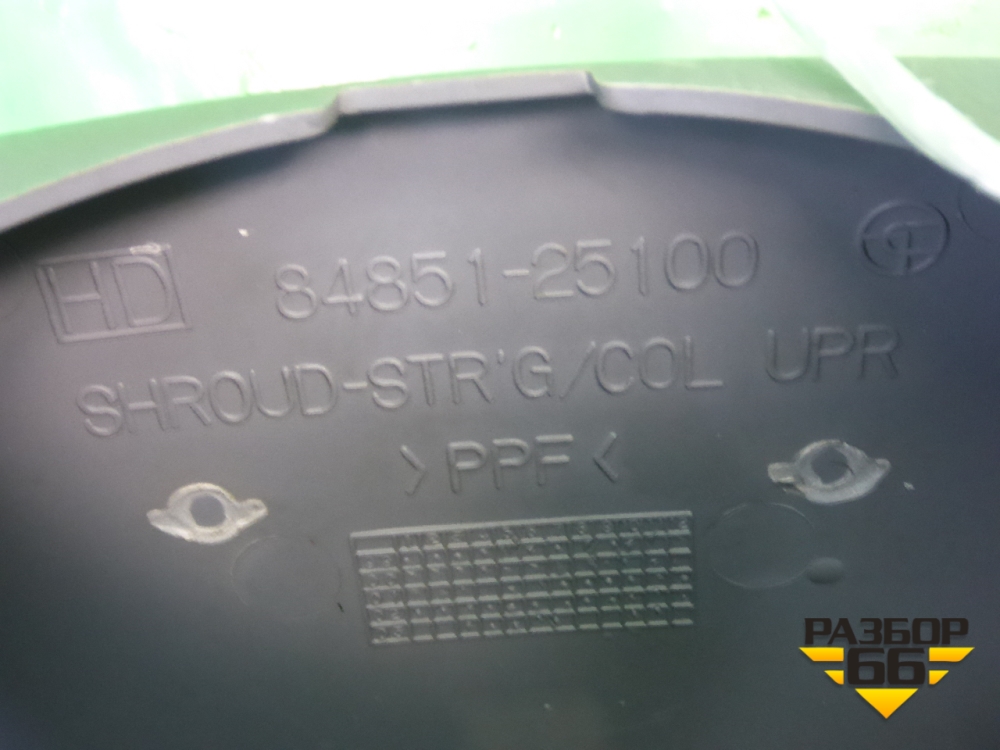 HD 84851-25100
SHROUD-STR'G/COL UPR
>PPF<
РАЗБОР
66